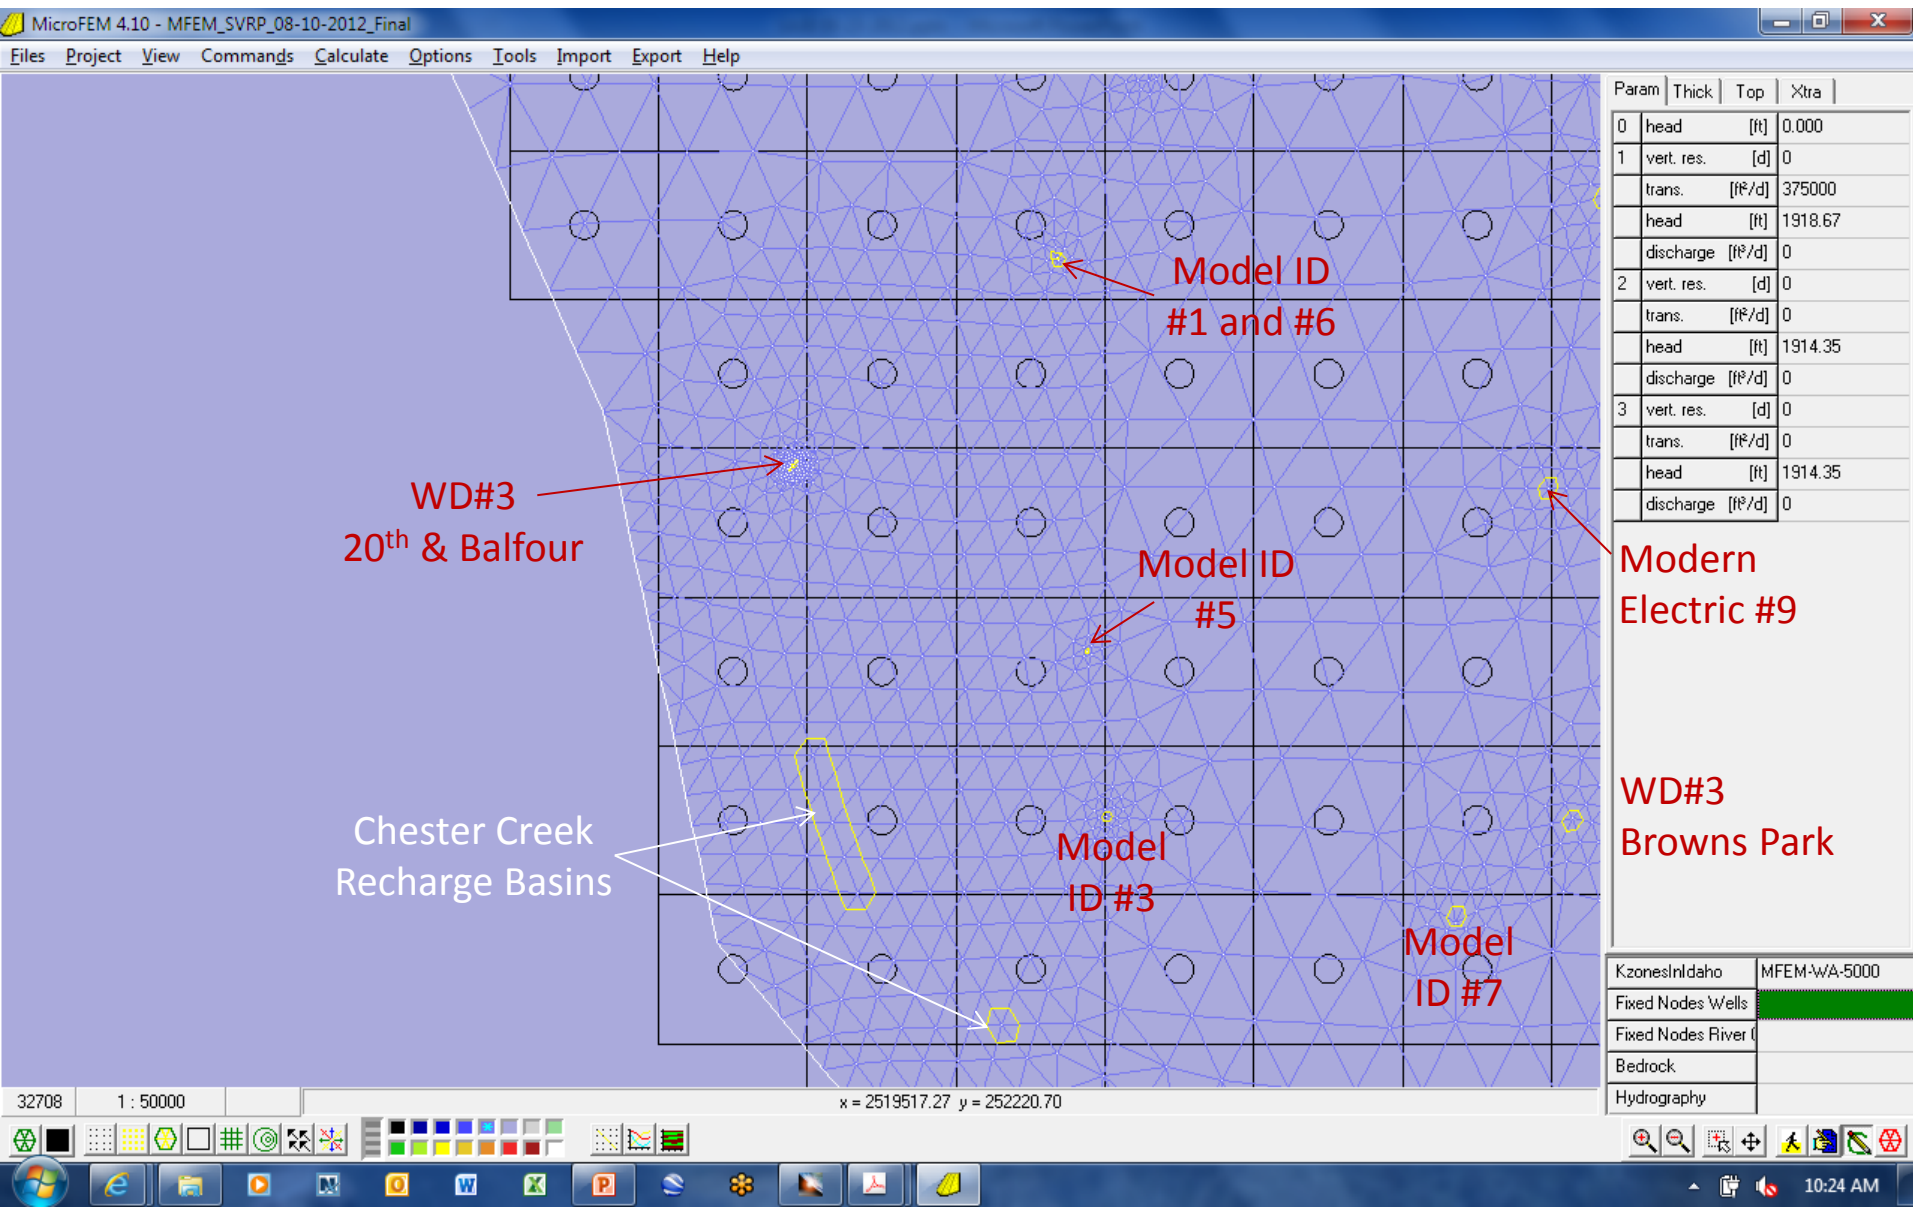 MicroFEM 4.10 - MFEM_SVRP_08-10-2012_Final
Files Project View Commands Calculate Options Tools Import Export Help
Param Thick Top Xtra
0 head [ft] 0.000
1 vert. res. [d] 0
trans. [ft²/d] 375000
head [ft] 1918.67
discharge [ft³/d] 0
2 vert. res. [d] 0
trans. [ft²/d] 0
head [ft] 1914.35
discharge [ft³/d] 0
3 vert. res. [d] 0
trans. [ft²/d] 0
head [ft] 1914.35
discharge [ft³/d] 0
Model ID
#1 and #6
WD#3
20th & Balfour
Model ID
#5
Modern
Electric #9
WD#3
Browns Park
Chester Creek
Recharge Basins
Model
ID #3
Model
ID #7
KzonesInIdaho MFEM-WA-5000
Fixed Nodes Wells
Fixed Nodes River (
Bedrock
Hydrography
32708 1 : 50000 x = 2519517.27 y = 252220.70
10:24 AM